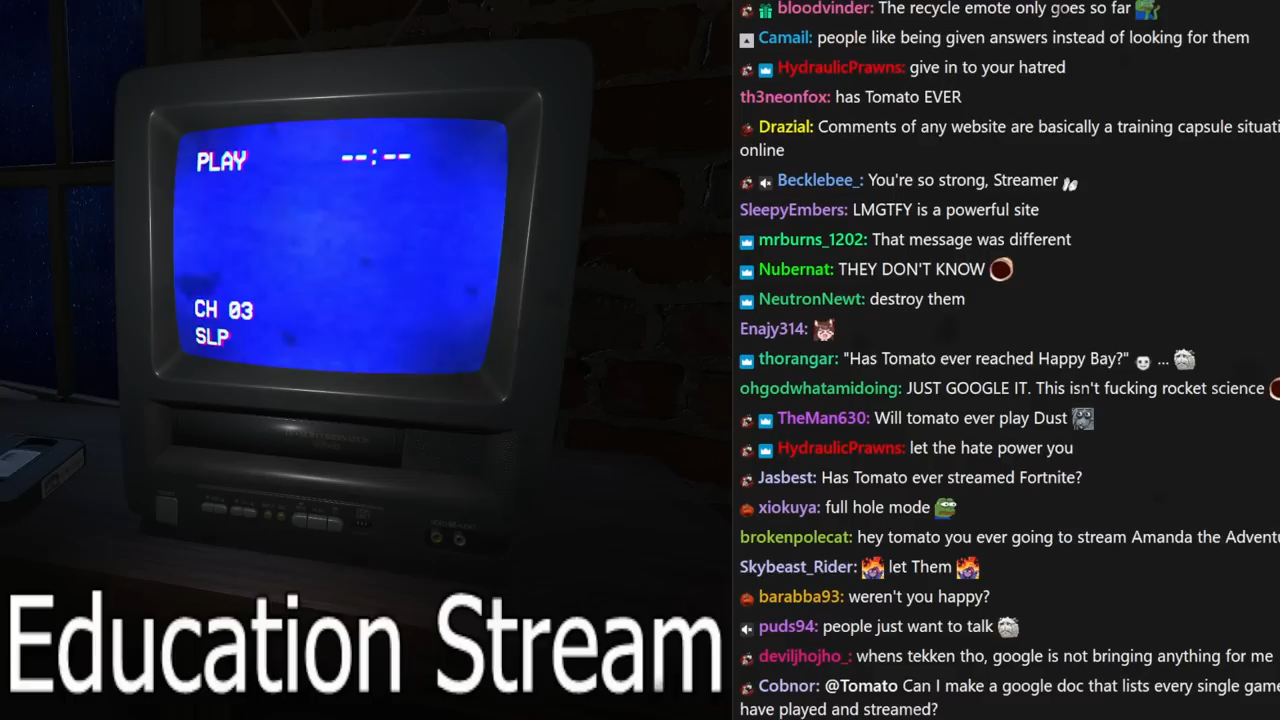 PLAY --:--
CH 03
SLP
Education Stream
bloodvinder: The recycle emote only goes so far
Camail: people like being given answers instead of looking for them
HydraulicPrawns: give in to your hatred
th3neonfox: has Tomato EVER
Drazial: Comments of any website are basically a training capsule
online
Becklebee_: You're so strong, Streamer
SleepyEmbers: LMGTFY is a powerful site
mrburns_1202: That message was different
Nubernat: THEY DON'T KNOW
NeutronNewt: destroy them
Enajy314:
thorangar: "Has Tomato ever reached Happy Bay?" ...
ohgodwhatamidoing: JUST GOOGLE IT. This isn't fucking rocket science
TheMan630: Will tomato ever play Dust
HydraulicPrawns: let the hate power you
Jasbest: Has Tomato ever streamed Fortnite?
xiokuya: full hole mode
brokenpolecat: hey tomato you ever going to stream Amanda the
Skybeast_Rider: let Them
barabba93: weren't you happy?
puds94: people just want to talk
deviljhojho_: whens tekken tho, google is not bringing anything for me
Cobnor: @Tomato Can I make a google doc that lists every single
have played and streamed?